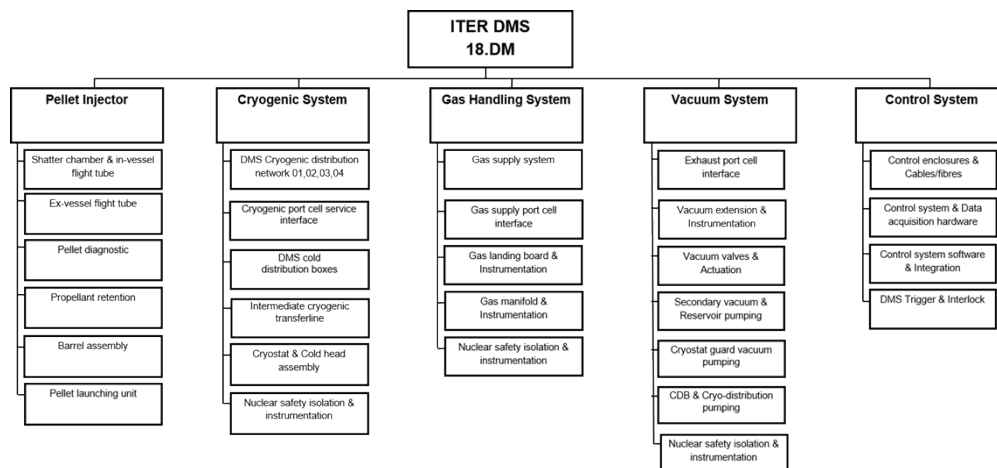 ITER DMS
18.DM
Pellet Injector
Shatter chamber & in-vessel
flight tube
Ex-vessel flight tube
Pellet diagnostic
Propellant retention
Barrel assembly
Pellet launching unit
Cryogenic System
DMS Cryogenic distribution
network 01,02,03,04
Cryogenic port cell service
interface
DMS cold
distribution boxes
Intermediate cryogenic
transferline
Cryostat & Cold head
assembly
Nuclear safety isolation &
instrumentation
Gas Handling System
Gas supply system
Gas supply port cell
interface
Gas landing board &
Instrumentation
Gas manifold &
Instrumentation
Nuclear safety isolation &
instrumentation
Vacuum System
Exhaust port cell
interface
Vacuum extension &
Instrumentation
Vacuum valves &
Actuation
Secondary vacuum &
Reservoir pumping
Cryostat guard vacuum
pumping
CDB & Cryo-distribution
pumping
Nuclear safety isolation &
instrumentation
Control System
Control enclosures &
Cables/fibres
Control system & Data
acquisition hardware
Control system software
& Integration
DMS Trigger & Interlock